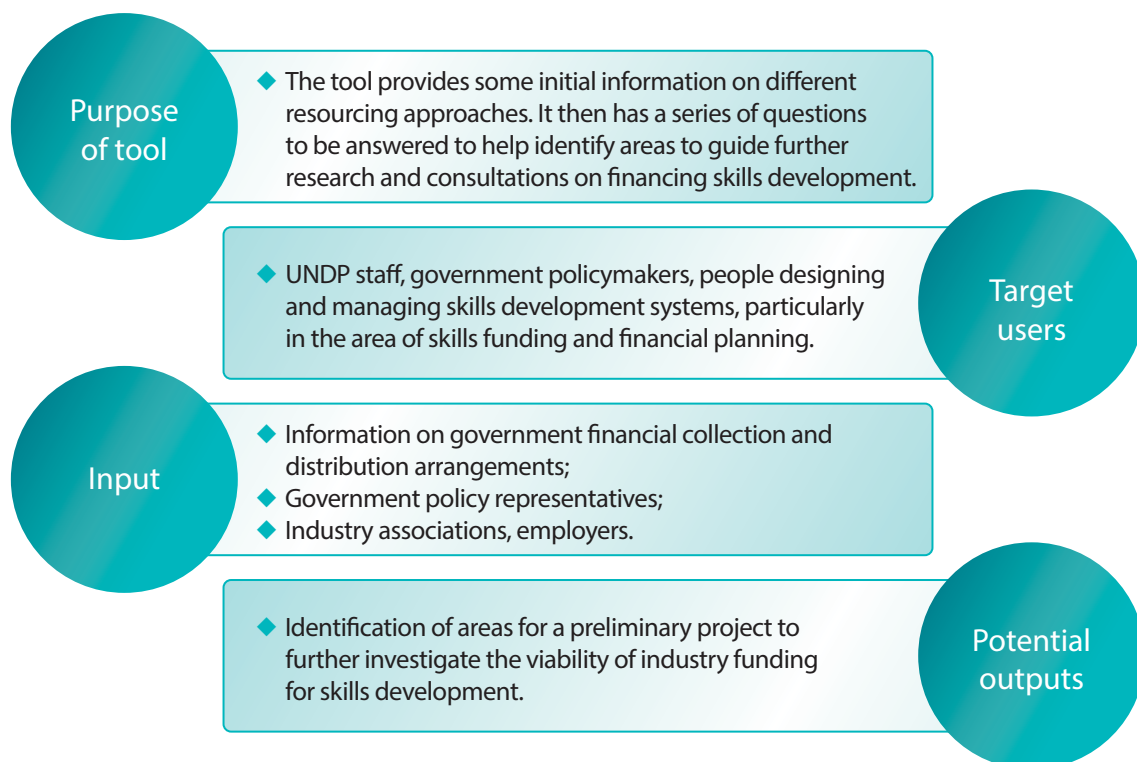 Purpose
of tool
◆ The tool provides some initial information on different
resourcing approaches. It then has a series of questions
to be answered to help identify areas to guide further
research and consultations on financing skills development.
◆ UNDP staff, government policymakers, people designing
and managing skills development systems, particularly
in the area of skills funding and financial planning.
Target
users
Input
◆ Information on government financial collection and
distribution arrangements;
◆ Government policy representatives;
◆ Industry associations, employers.
◆ Identification of areas for a preliminary project to
further investigate the viability of industry funding
for skills development.
Potential
outputs